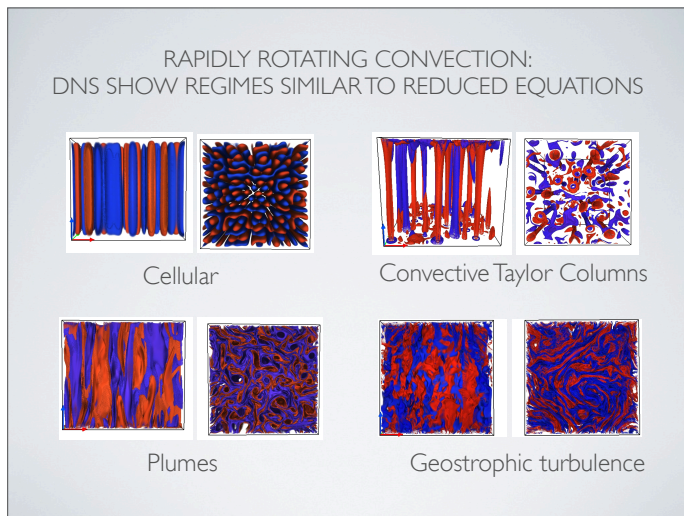 RAPIDLY ROTATING CONVECTION:
DNS SHOW REGIMES SIMILAR TO REDUCED EQUATIONS
Cellular
Convective Taylor Columns
Plumes
Geostrophic turbulence